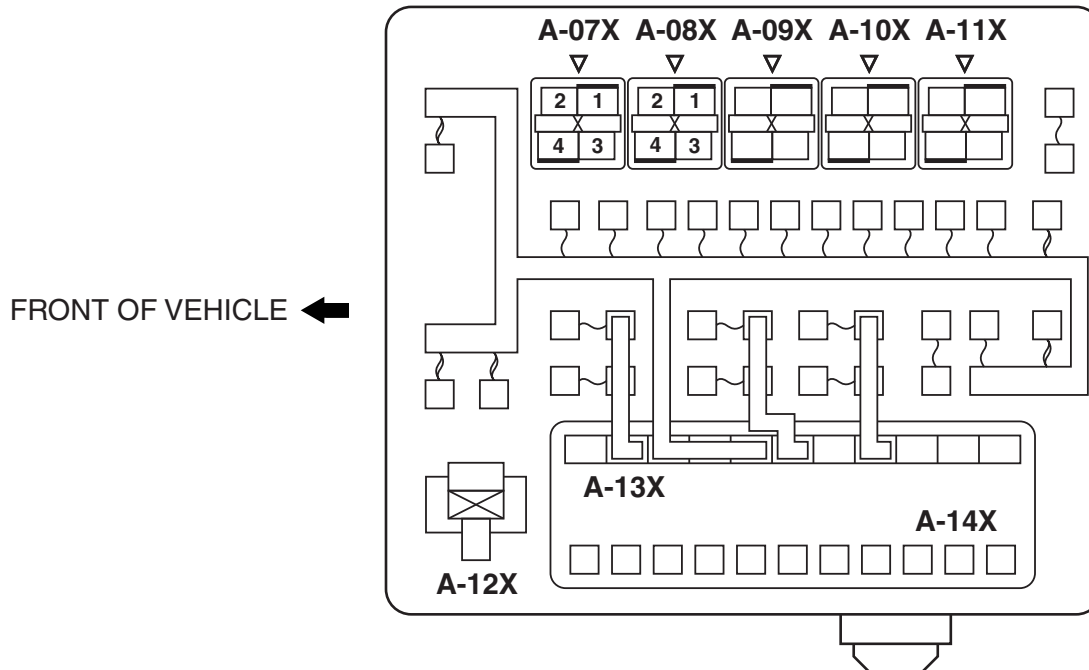 A-07X A-08X A-09X A-10X A-11X
2 1 2 1
4 3 4 3
FRONT OF VEHICLE
A-13X
A-14X
A-12X